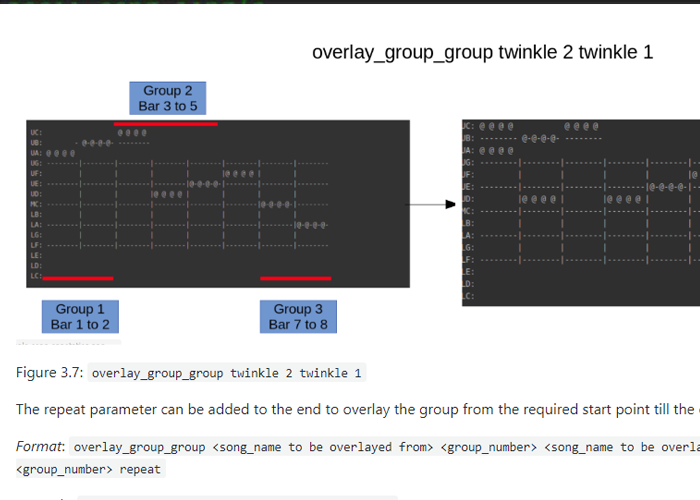 overlay_group_group twinkle 2 twinkle 1
Group 2
Bar 3 to 5
UC: @ @ @ @
UB: - @-@-@-@- --------
UA: @ @ @ @
UG:
UF: |@ @ @ @
UE: |@-@-@-@
UD: |@ @ @ @
MC: |@-@-@-@
LB:
LA: |@-@-@-@-
LG:
LF:
LE:
LD:
LC:
UC: @ @ @ @ @ @ @ @
UB: -------- @-@-@-@- --------
UA: @ @ @ @
UG:
UF: |@
UE: |@-@-@-@
UD: |@ @ @ @ |@ @ @ @
MC:
LB:
LA:
LG:
LF:
LE:
LD:
LC:
Group 1
Bar 1 to 2
Group 3
Bar 7 to 8
Figure 3.7: overlay_group_group twinkle 2 twinkle 1
The repeat parameter can be added to the end to overlay the group from the required start point till the
Format: overlay_group_group <song_name to be overlayed from> <group_number> <song_name to be overla
<group_number> repeat